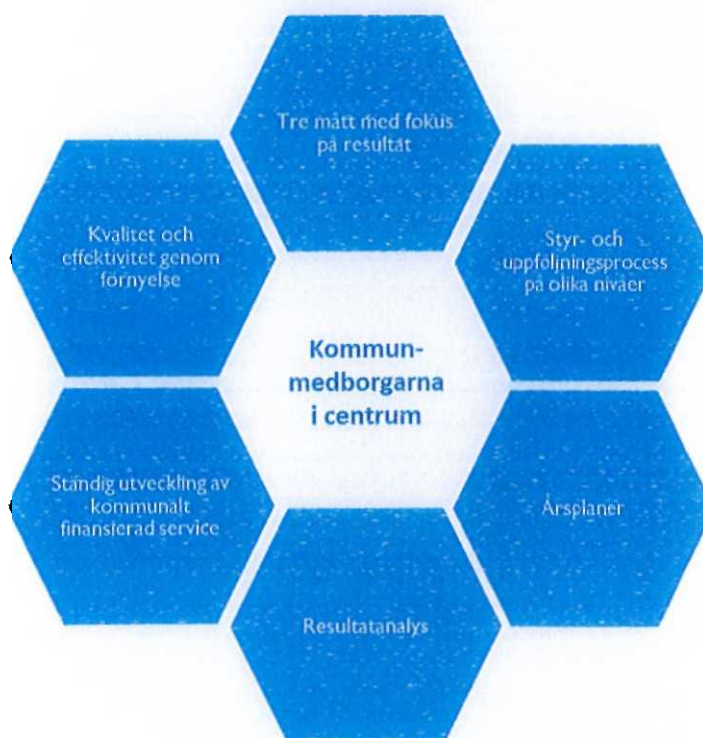 Tre mått med fokus
på resultat
Kvalitet och
effektivitet genom
förnyelse
Styr- och
uppföljningsprocess
på olika nivåer
Kommun-
medborgarna
i centrum
Ständig utveckling av
kommunalt
finansierad service
Årsplaner
Resultatanalys